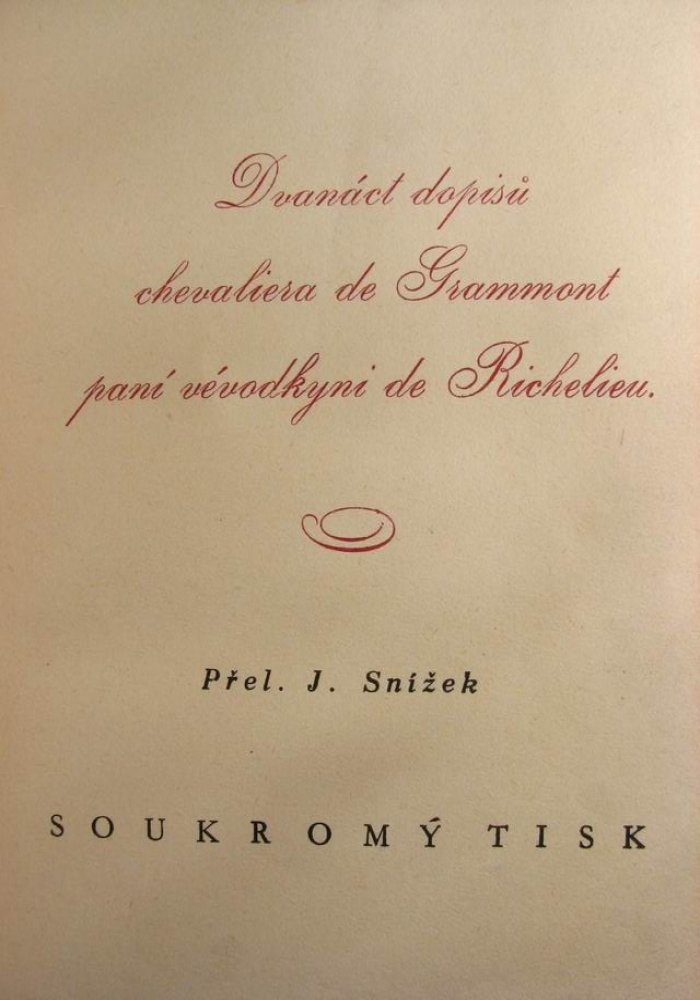 Dvanáct dopisů
chevaliera de Grammont
paní vévodkyni de Richelieu.
Přel. J. Snížek
SOUKROMÝ TISK